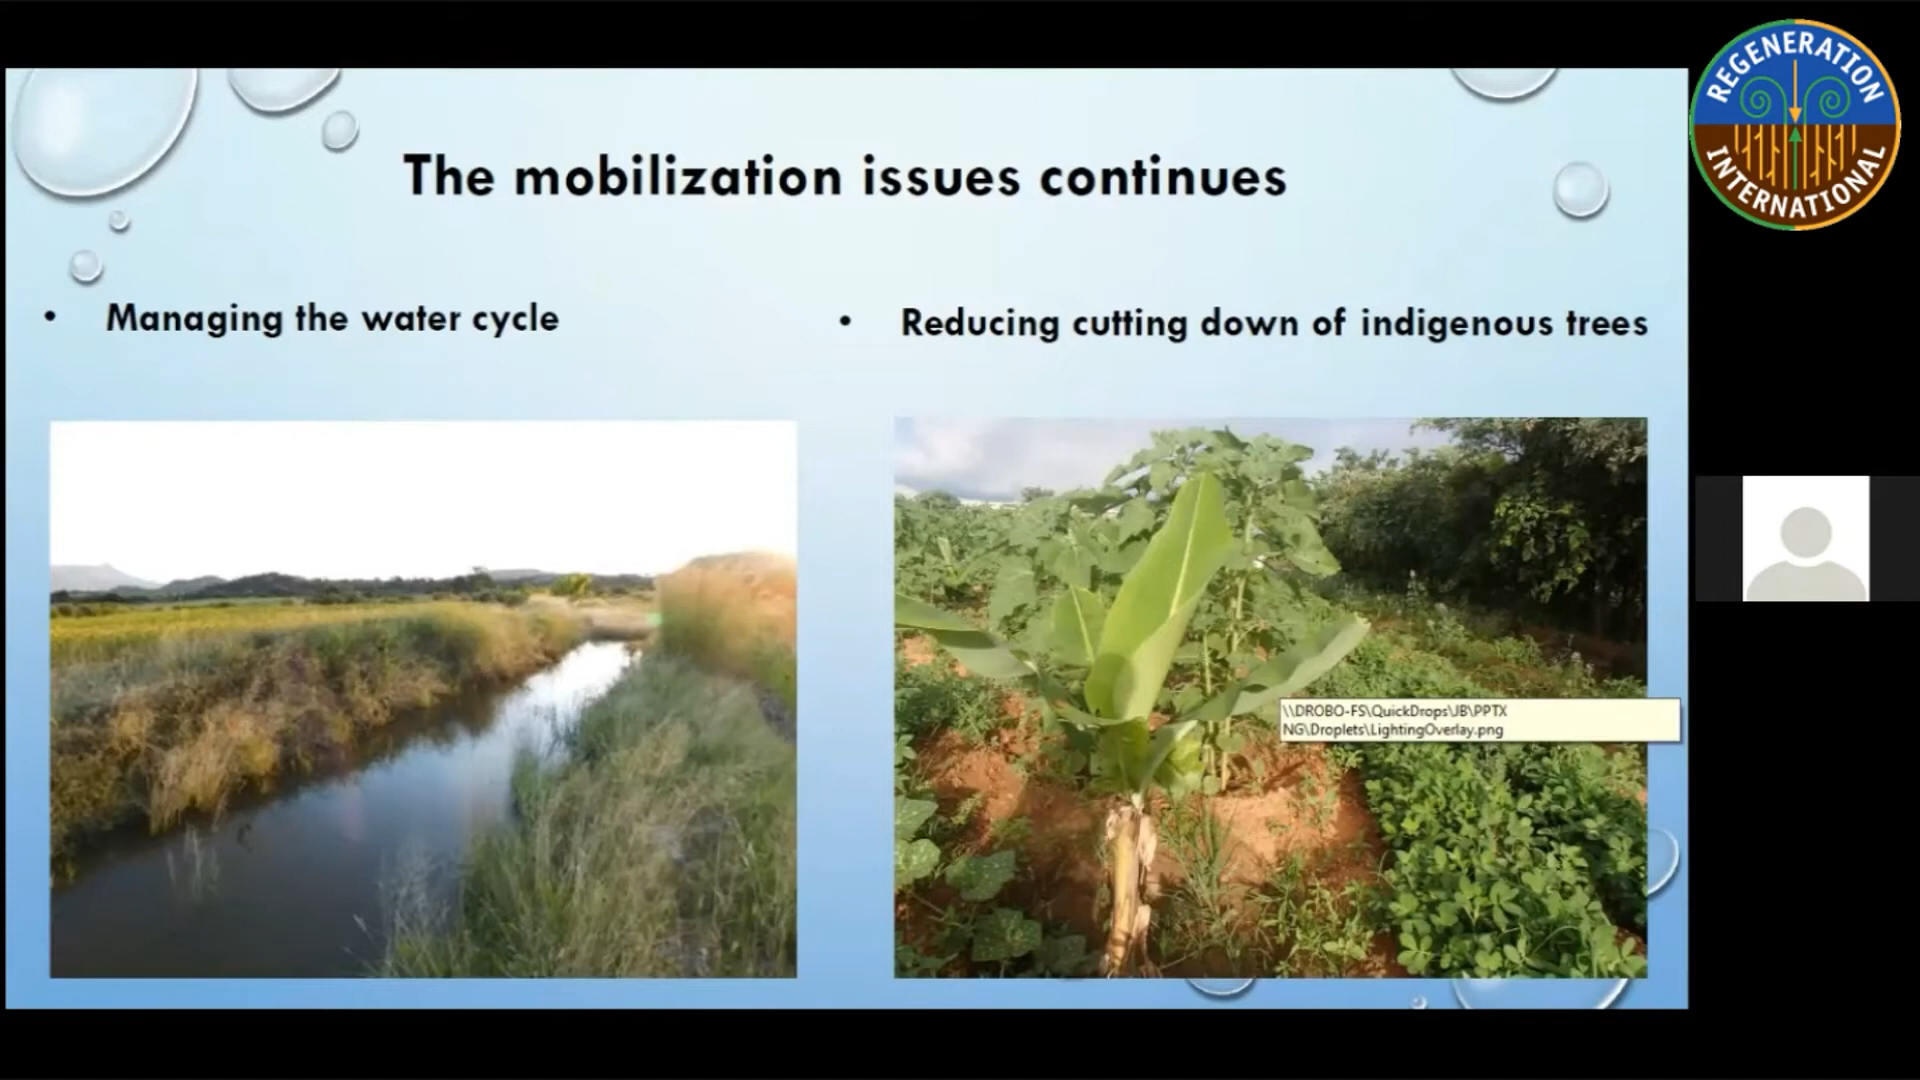 The mobilization issues continues
• Managing the water cycle
• Reducing cutting down of indigenous trees
\\DROBO-FS\QuickDrops\JB\PPTX
NG\Droplets\LightingOverlay.png
REGENERATION
INTERNATIONAL